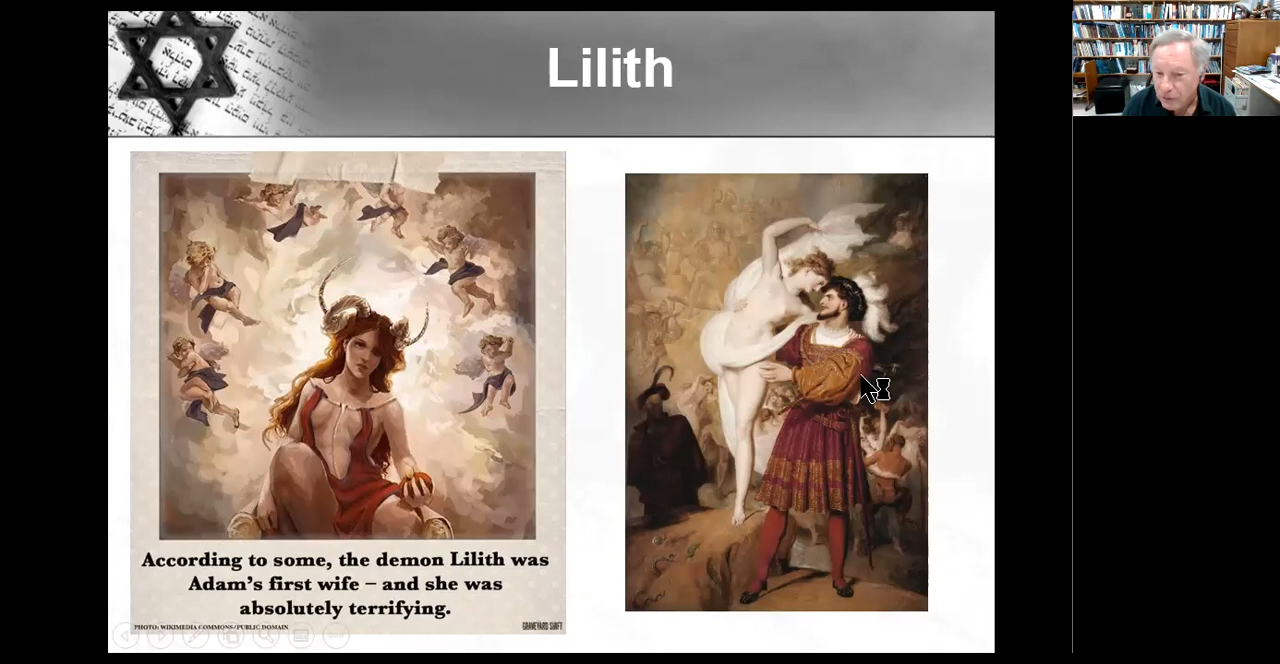 Lilith
According to some, the demon Lilith was
Adam's first wife – and she was
absolutely terrifying.
PHOTO: WIKIMEDIA COMMONS/PUBLIC DOMAIN
GRAVEYARD SHIFT